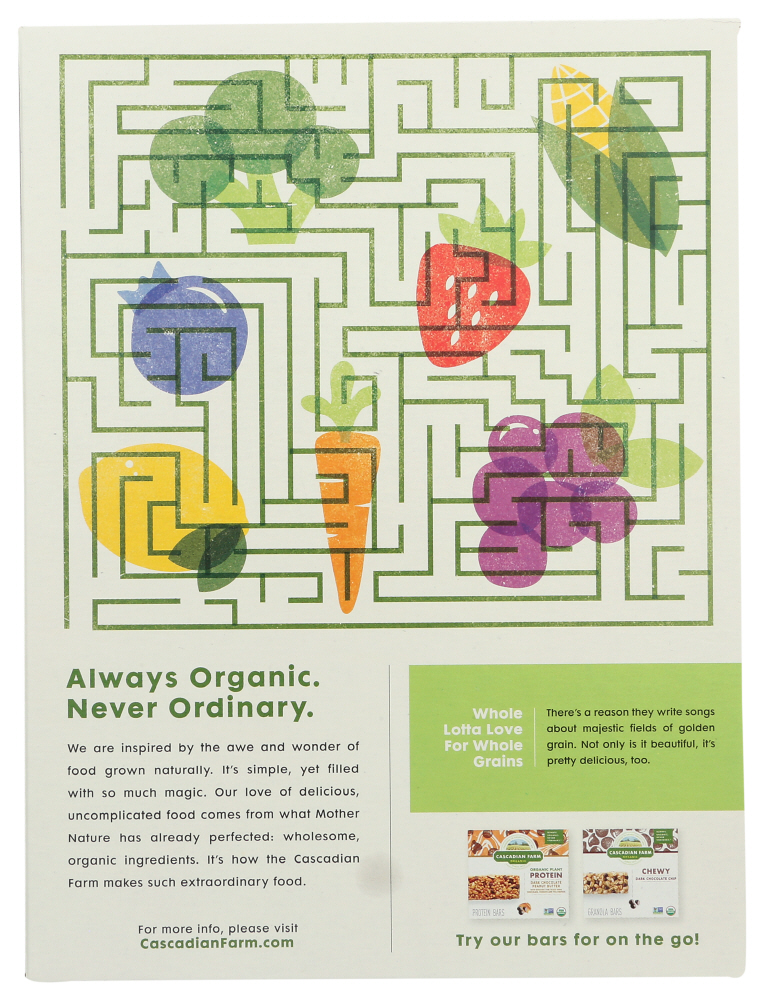 Always Organic.
Never Ordinary.
We are inspired by the awe and wonder of
food grown naturally. It's simple, yet filled
with so much magic. Our love of delicious,
uncomplicated food comes from what Mother
Nature has already perfected: wholesome,
organic ingredients. It's how the Cascadian
Farm makes such extraordinary food.
For more info, please visit
CascadianFarm.com
Whole
Lotta Love
For Whole
Grains
There's a reason they write songs
about majestic fields of golden
grain. Not only is it beautiful, it's
pretty delicious, too.
CASCADIAN FARM
ORGANIC
ORGANIC PLANT
PROTEIN
DARK CHOCOLATE
PEANUT BUTTER
PROTEIN BARS
CASCADIAN FARM
ORGANIC
CHEWY
DARK CHOCOLATE CHIP
GRANOLA BARS
Try our bars for on the go!